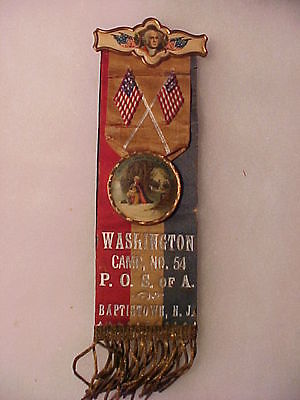 WASHINGTON
CAMP, NO. 54
P. O. S. OF A.
BAPTISTOWN, N. J.